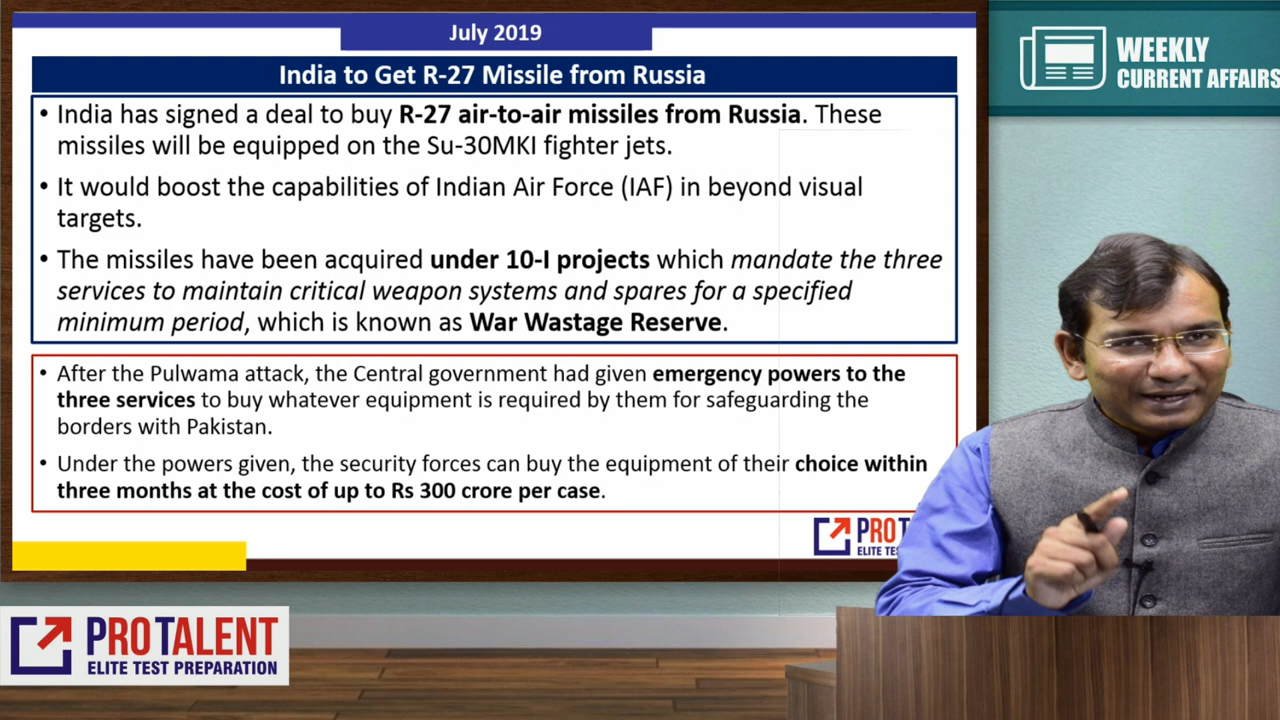 July 2019
India to Get R-27 Missile from Russia
• India has signed a deal to buy R-27 air-to-air missiles from Russia. These
missiles will be equipped on the Su-30MKI fighter jets.
• It would boost the capabilities of Indian Air Force (IAF) in beyond visual
targets.
• The missiles have been acquired under 10-I projects which mandate the three
services to maintain critical weapon systems and spares for a specified
minimum period, which is known as War Wastage Reserve.
• After the Pulwama attack, the Central government had given emergency powers to the
three services to buy whatever equipment is required by them for safeguarding the
borders with Pakistan.
• Under the powers given, the security forces can buy the equipment of their choice within
three months at the cost of up to Rs 300 crore per case.
PROT
ELITE TES
WEEKLY
CURRENT AFFAIRS
PROTALENT
ELITE TEST PREPARATION